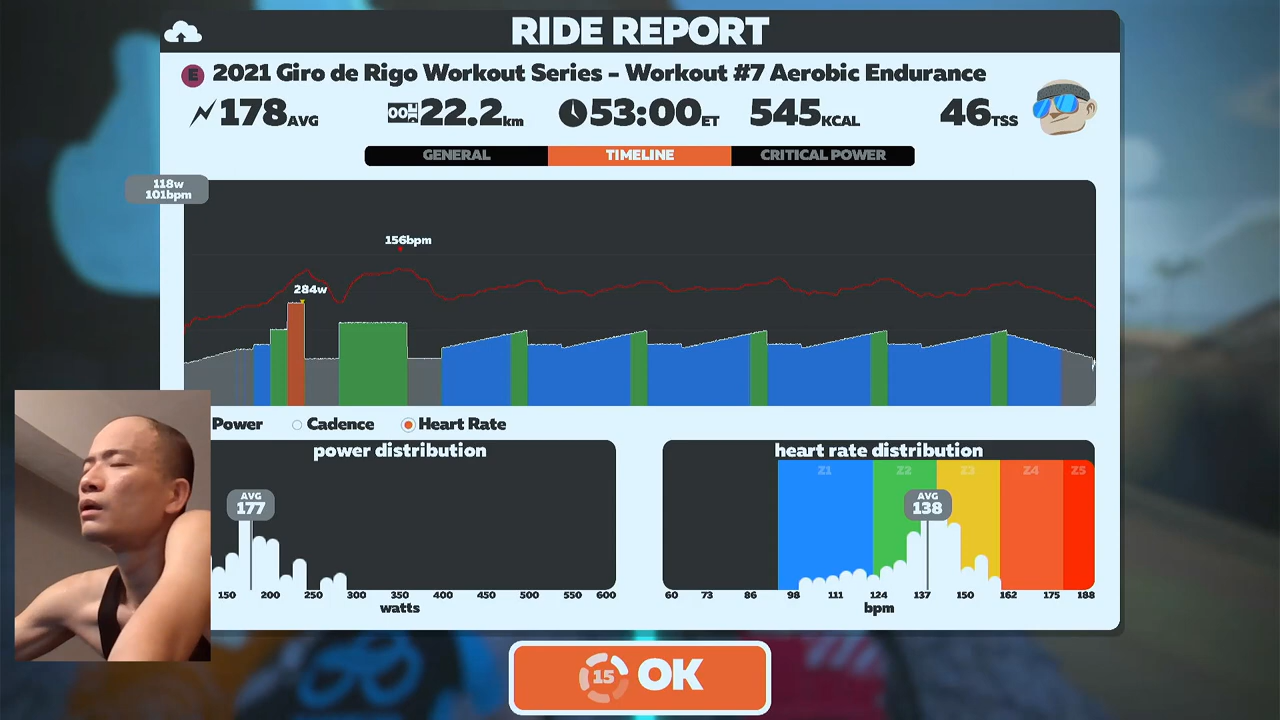 RIDE REPORT
E 2021 Giro de Rigo Workout Series - Workout #7 Aerobic Endurance
178AVG 22.2km 53:00ET 545KCAL 46TSS
GENERAL TIMELINE CRITICAL POWER
118w
101bpm
156bpm
284w
Power Cadence Heart Rate
power distribution
AVG
177
150 200 250 300 350 400 450 500 550 600
watts
heart rate distribution
Z1 Z2 Z3 Z4 Z5
AVG
138
60 73 86 98 111 124 137 150 162 175 188
bpm
15 OK